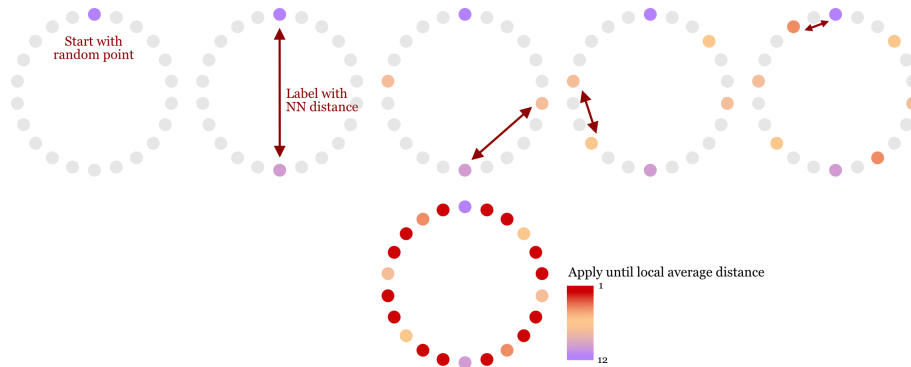 Start with
random point
Label with
NN distance
Apply until local average distance
1
12